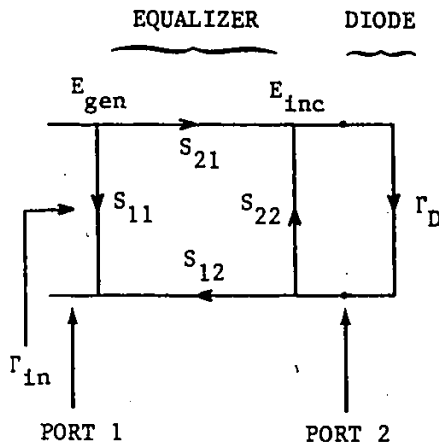 EQUALIZER DIODE
E_gen E_inc
S_21
S_11 S_22 Γ_D
S_12
Γ_in
PORT 1 PORT 2